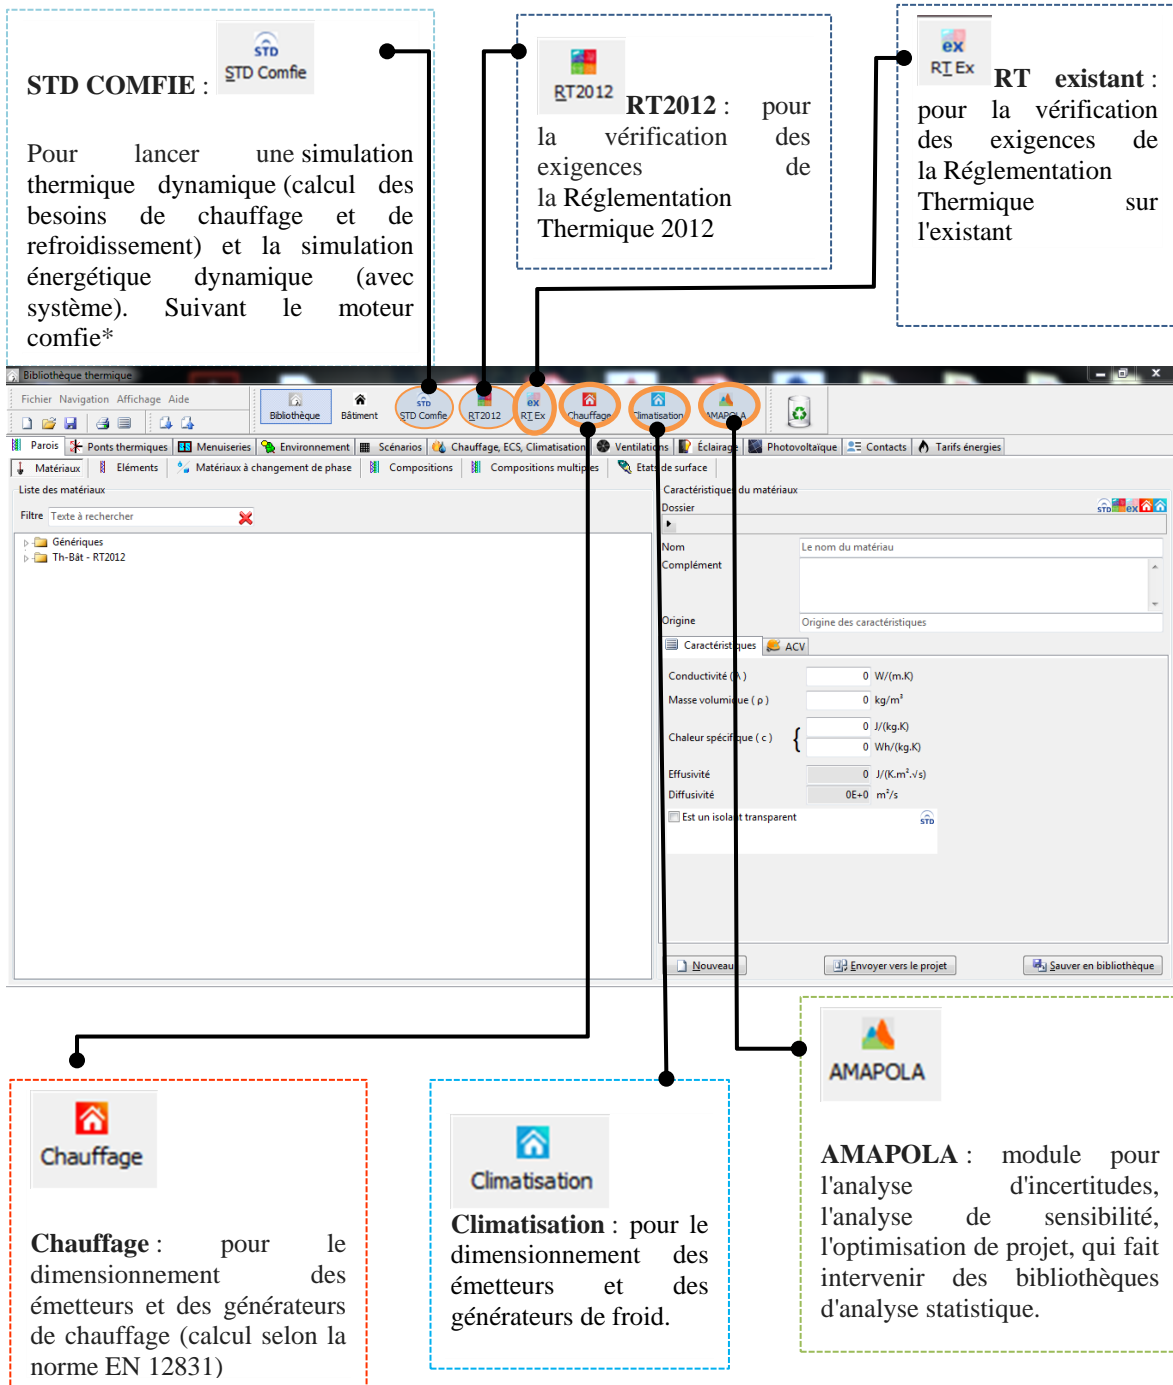 STD
STD Comfie
STD COMFIE :
Pour lancer une simulation
thermique dynamique (calcul des
besoins de chauffage et de
refroidissement) et la simulation
énergétique dynamique (avec
système). Suivant le moteur
comfie*
RT2012
RT2012 : pour
la vérification des
exigences de
la Réglementation
Thermique 2012
ex
RT Ex
RT existant :
pour la vérification
des exigences de
la Réglementation
Thermique sur
l'existant
Bibliothèque thermique
Fichier Navigation Affichage Aide
Bibliothèque
Bâtiment
STD
STD Comfie
RT2012
ex
RT Ex
Chauffage
Climatisation
AMAPOLA
Parois
Ponts thermiques
Menuiseries
Environnement
Scénarios
Chauffage, ECS, Climatisation
Ventilations
Éclairage
Photovoltaïque
Contacts
Tarifs énergies
Matériaux
Eléments
Matériaux à changement de phase
Compositions
Compositions multiples
Etats de surface
Liste des matériaux
Filtre Texte à rechercher
Génériques
Th-Bât - RT2012
Caractéristiques du matériaux
Dossier
STD
ex
Nom
Le nom du matériau
Complément
Origine
Origine des caractéristiques
Caractéristiques
ACV
Conductivité ( λ ) 0 W/(m.K)
Masse volumique ( ρ ) 0 kg/m³
Chaleur spécifique ( c ) { 0 J/(kg.K)
0 Wh/(kg.K)
Effusivité 0 J/(K.m².√s)
Diffusivité 0E+0 m²/s
Est un isolant transparent
STD
Nouveau
Envoyer vers le projet
Sauver en bibliothèque
Chauffage
Chauffage : pour le
dimensionnement des
émetteurs et des générateurs
de chauffage (calcul selon la
norme EN 12831)
Climatisation
Climatisation : pour le
dimensionnement des
émetteurs et des
générateurs de froid.
AMAPOLA
AMAPOLA : module pour
l'analyse d'incertitudes,
l'analyse de sensibilité,
l'optimisation de projet, qui fait
intervenir des bibliothèques
d'analyse statistique.